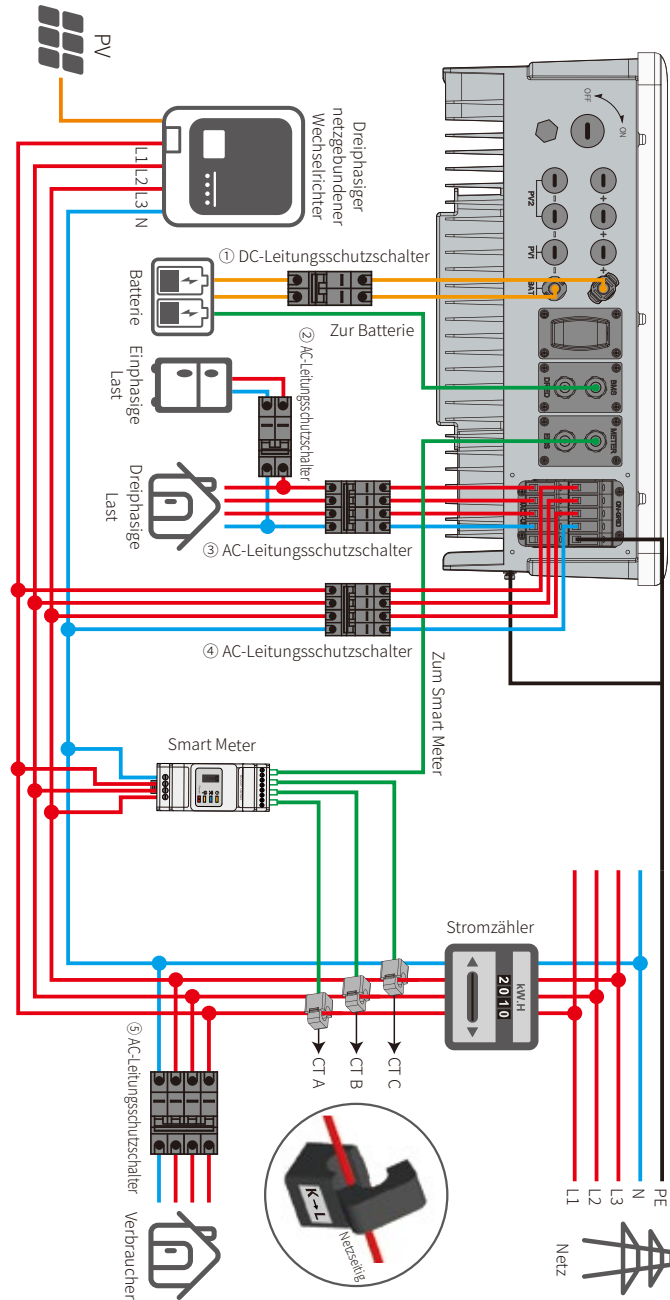 PV
Dreiphasiger
netzgebundener
Wechselrichter
L1
L2
L3
N
OFF
ON
PV2
PV1
BAT
+
+
+
+
−
−
−
−
DRED
BMS
EMS
METER
ON-GRID
① DC-Leitungsschutzschalter
Batterie
Zur Batterie
② AC-Leitungsschutzschalter
Einphasige
Last
Dreiphasige
Last
③ AC-Leitungsschutzschalter
④ AC-Leitungsschutzschalter
Zum Smart Meter
Smart Meter
Stromzähler
kW.H
2010
CT A
CT B
CT C
⑤ AC-Leitungsschutzschalter
Verbraucher
K→L
Netzseitig
L1
L2
L3
N
PE
Netz